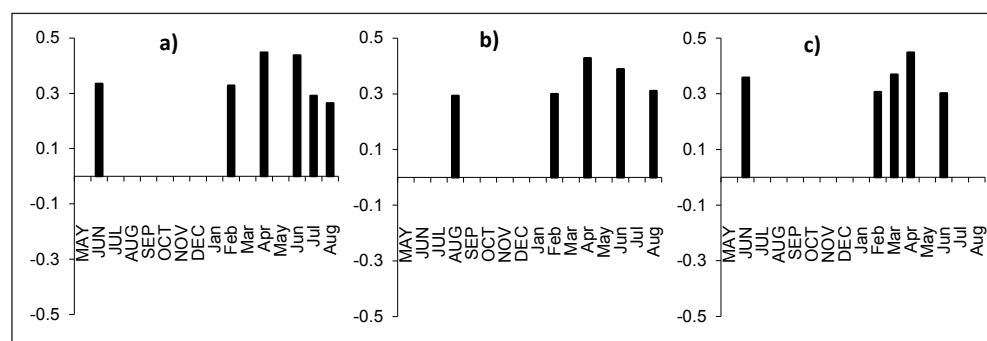 a)
0.5
0.3
0.1
-0.1
-0.3
-0.5
MAY
JUN
JUL
AUG
SEP
OCT
NOV
DEC
Jan
Feb
Mar
Apr
May
Jun
Jul
Aug
b)
0.5
0.3
0.1
-0.1
-0.3
-0.5
MAY
JUN
JUL
AUG
SEP
OCT
NOV
DEC
Jan
Feb
Mar
Apr
May
Jun
Jul
Aug
c)
0.5
0.3
0.1
-0.1
-0.3
-0.5
MAY
JUN
JUL
AUG
SEP
OCT
NOV
DEC
Jan
Feb
Mar
Apr
May
Jun
Jul
Aug